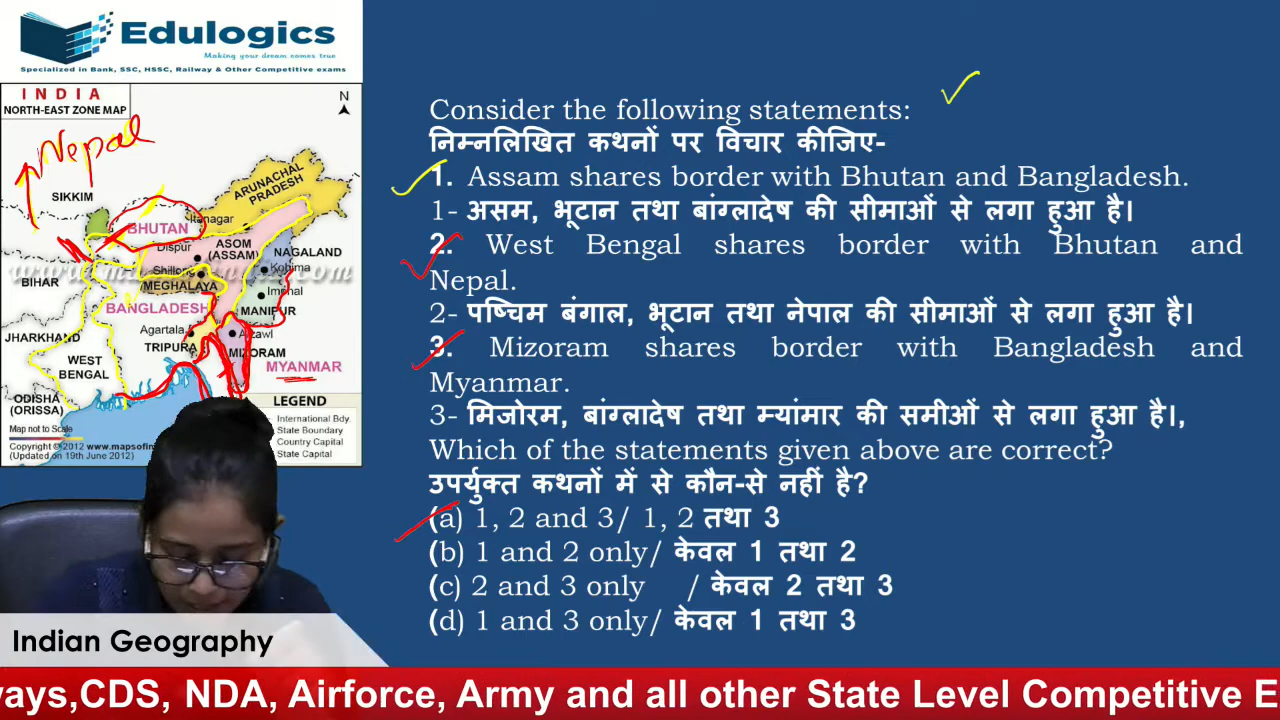 Edulogics
Making your dream comes true
Specialized in Bank, SSC, HSSC, Railway & Other Competitive exams
INDIA
NORTH-EAST ZONE MAP
N
Nepal
SIKKIM
ARUNACHAL PRADESH
Itanagar
BHUTAN
Dispur
ASOM
(ASSAM)
NAGALAND
Shillong
Kohima
BIHAR
MEGHALAYA
Imphal
BANGLADESH
MANIPUR
JHARKHAND
Agartala
Aizawl
WEST
BENGAL
TRIPURA
MIZORAM
MYANMAR
ODISHA
(ORISSA)
Map not to Scale
LEGEND
International Bdy.
State Boundary
Country Capital
State Capital
Copyright © 2012
(Updated on 19th June 2012)
Consider the following statements:
निम्नलिखित कथनों पर विचार कीजिए-
1. Assam shares border with Bhutan and Bangladesh.
1- असम, भूटान तथा बांग्लादेष की सीमाओं से लगा हुआ है।
2. West Bengal shares border with Bhutan and
Nepal.
2- पष्चिम बंगाल, भूटान तथा नेपाल की सीमाओं से लगा हुआ है।
3. Mizoram shares border with Bangladesh and
Myanmar.
3- मिजोरम, बांग्लादेष तथा म्यांमार की समीओं से लगा हुआ है।,
Which of the statements given above are correct?
उपर्युक्त कथनों में से कौन-से नहीं है?
(a) 1, 2 and 3/ 1, 2 तथा 3
(b) 1 and 2 only/ केवल 1 तथा 2
(c) 2 and 3 only / केवल 2 तथा 3
(d) 1 and 3 only/ केवल 1 तथा 3
Indian Geography
ways,CDS, NDA, Airforce, Army and all other State Level Competitive E